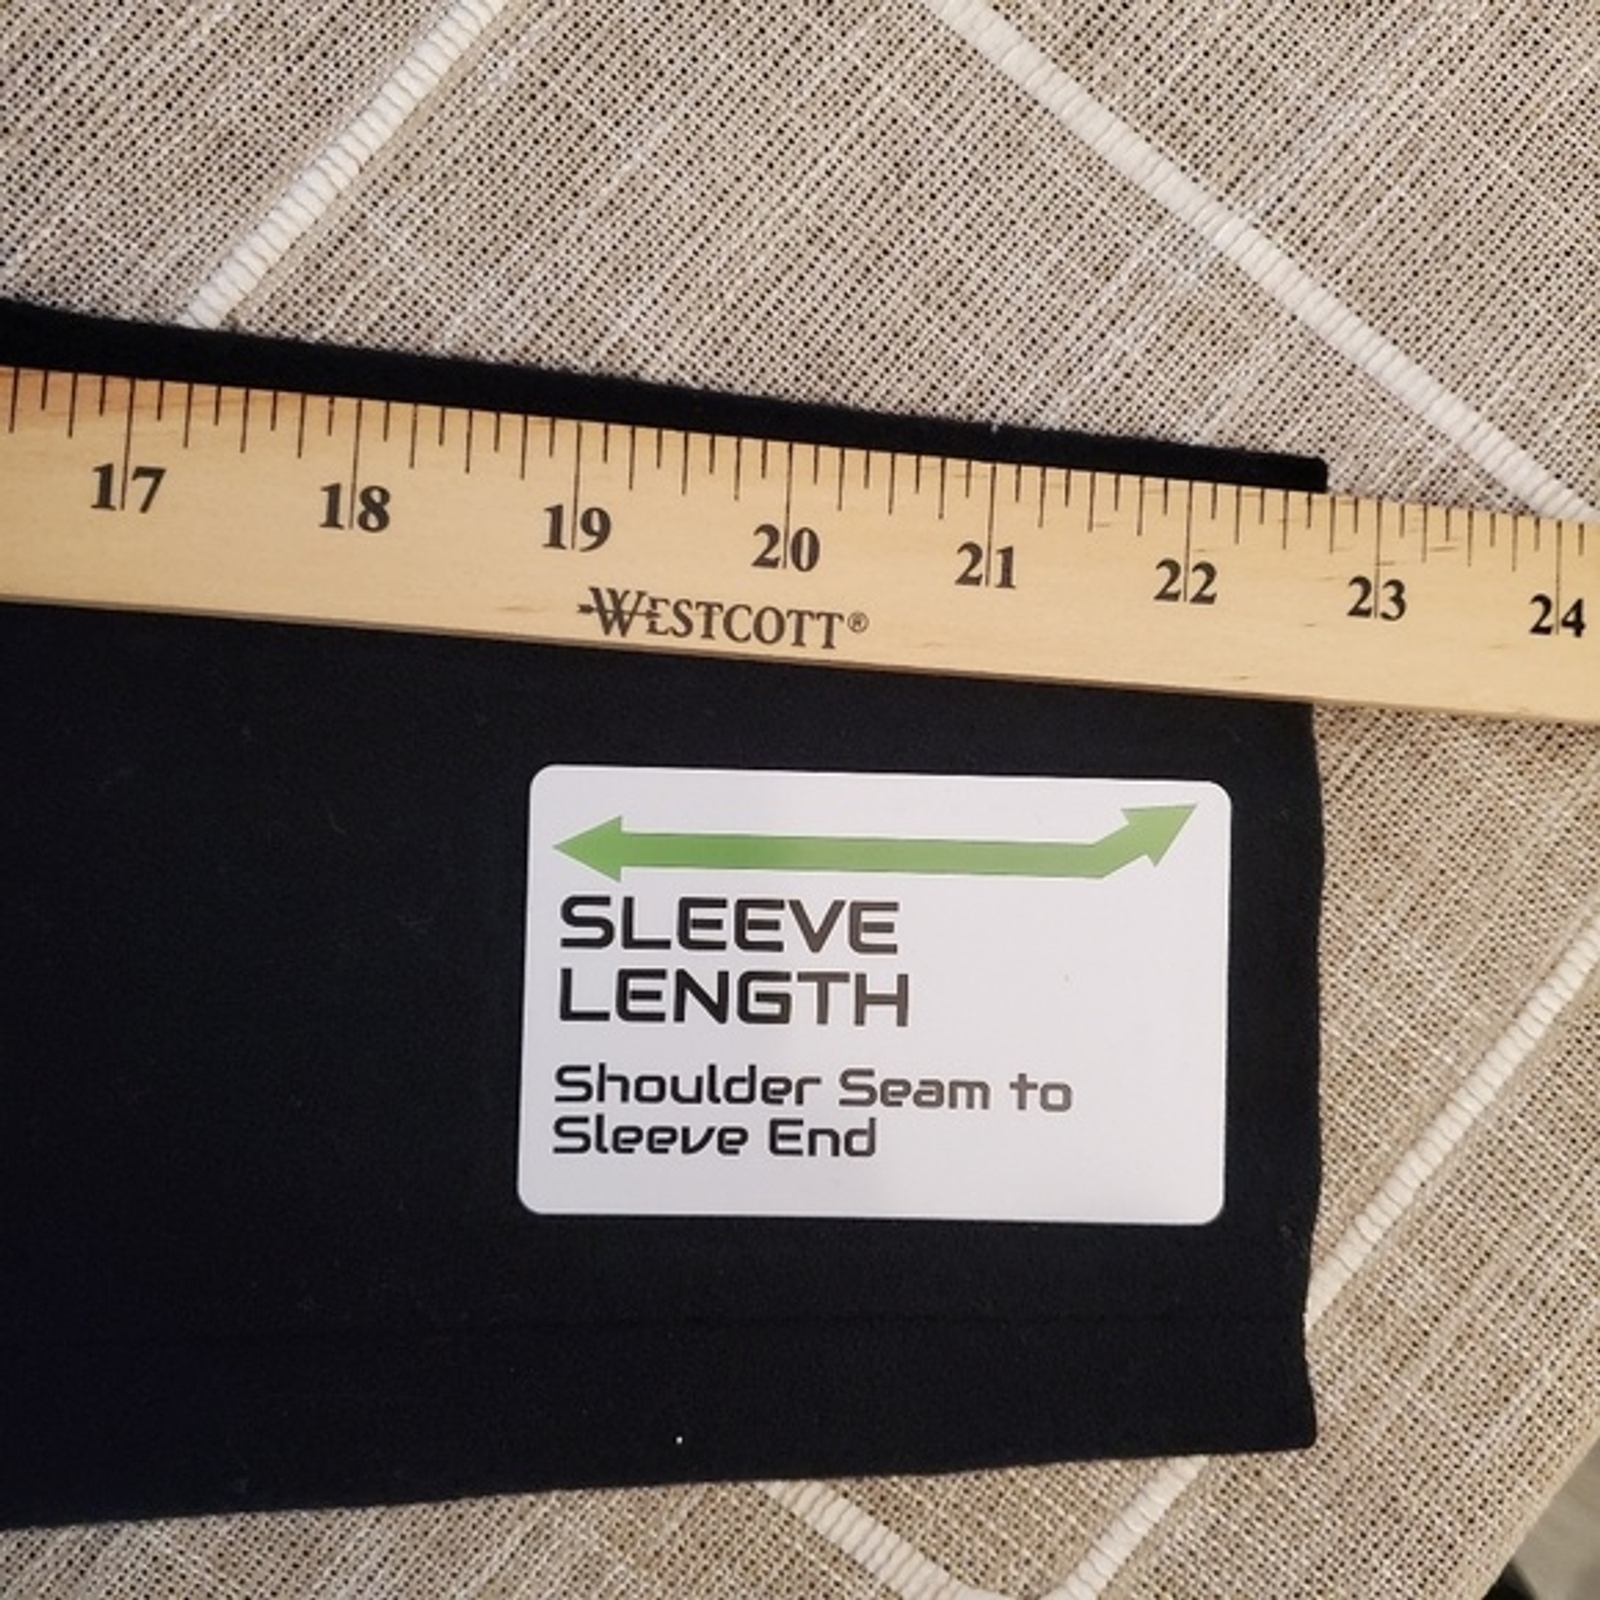 17 18 19 20 21 22 23 24
WESTCOTT®
SLEEVE
LENGTH
Shoulder Seam to
Sleeve End